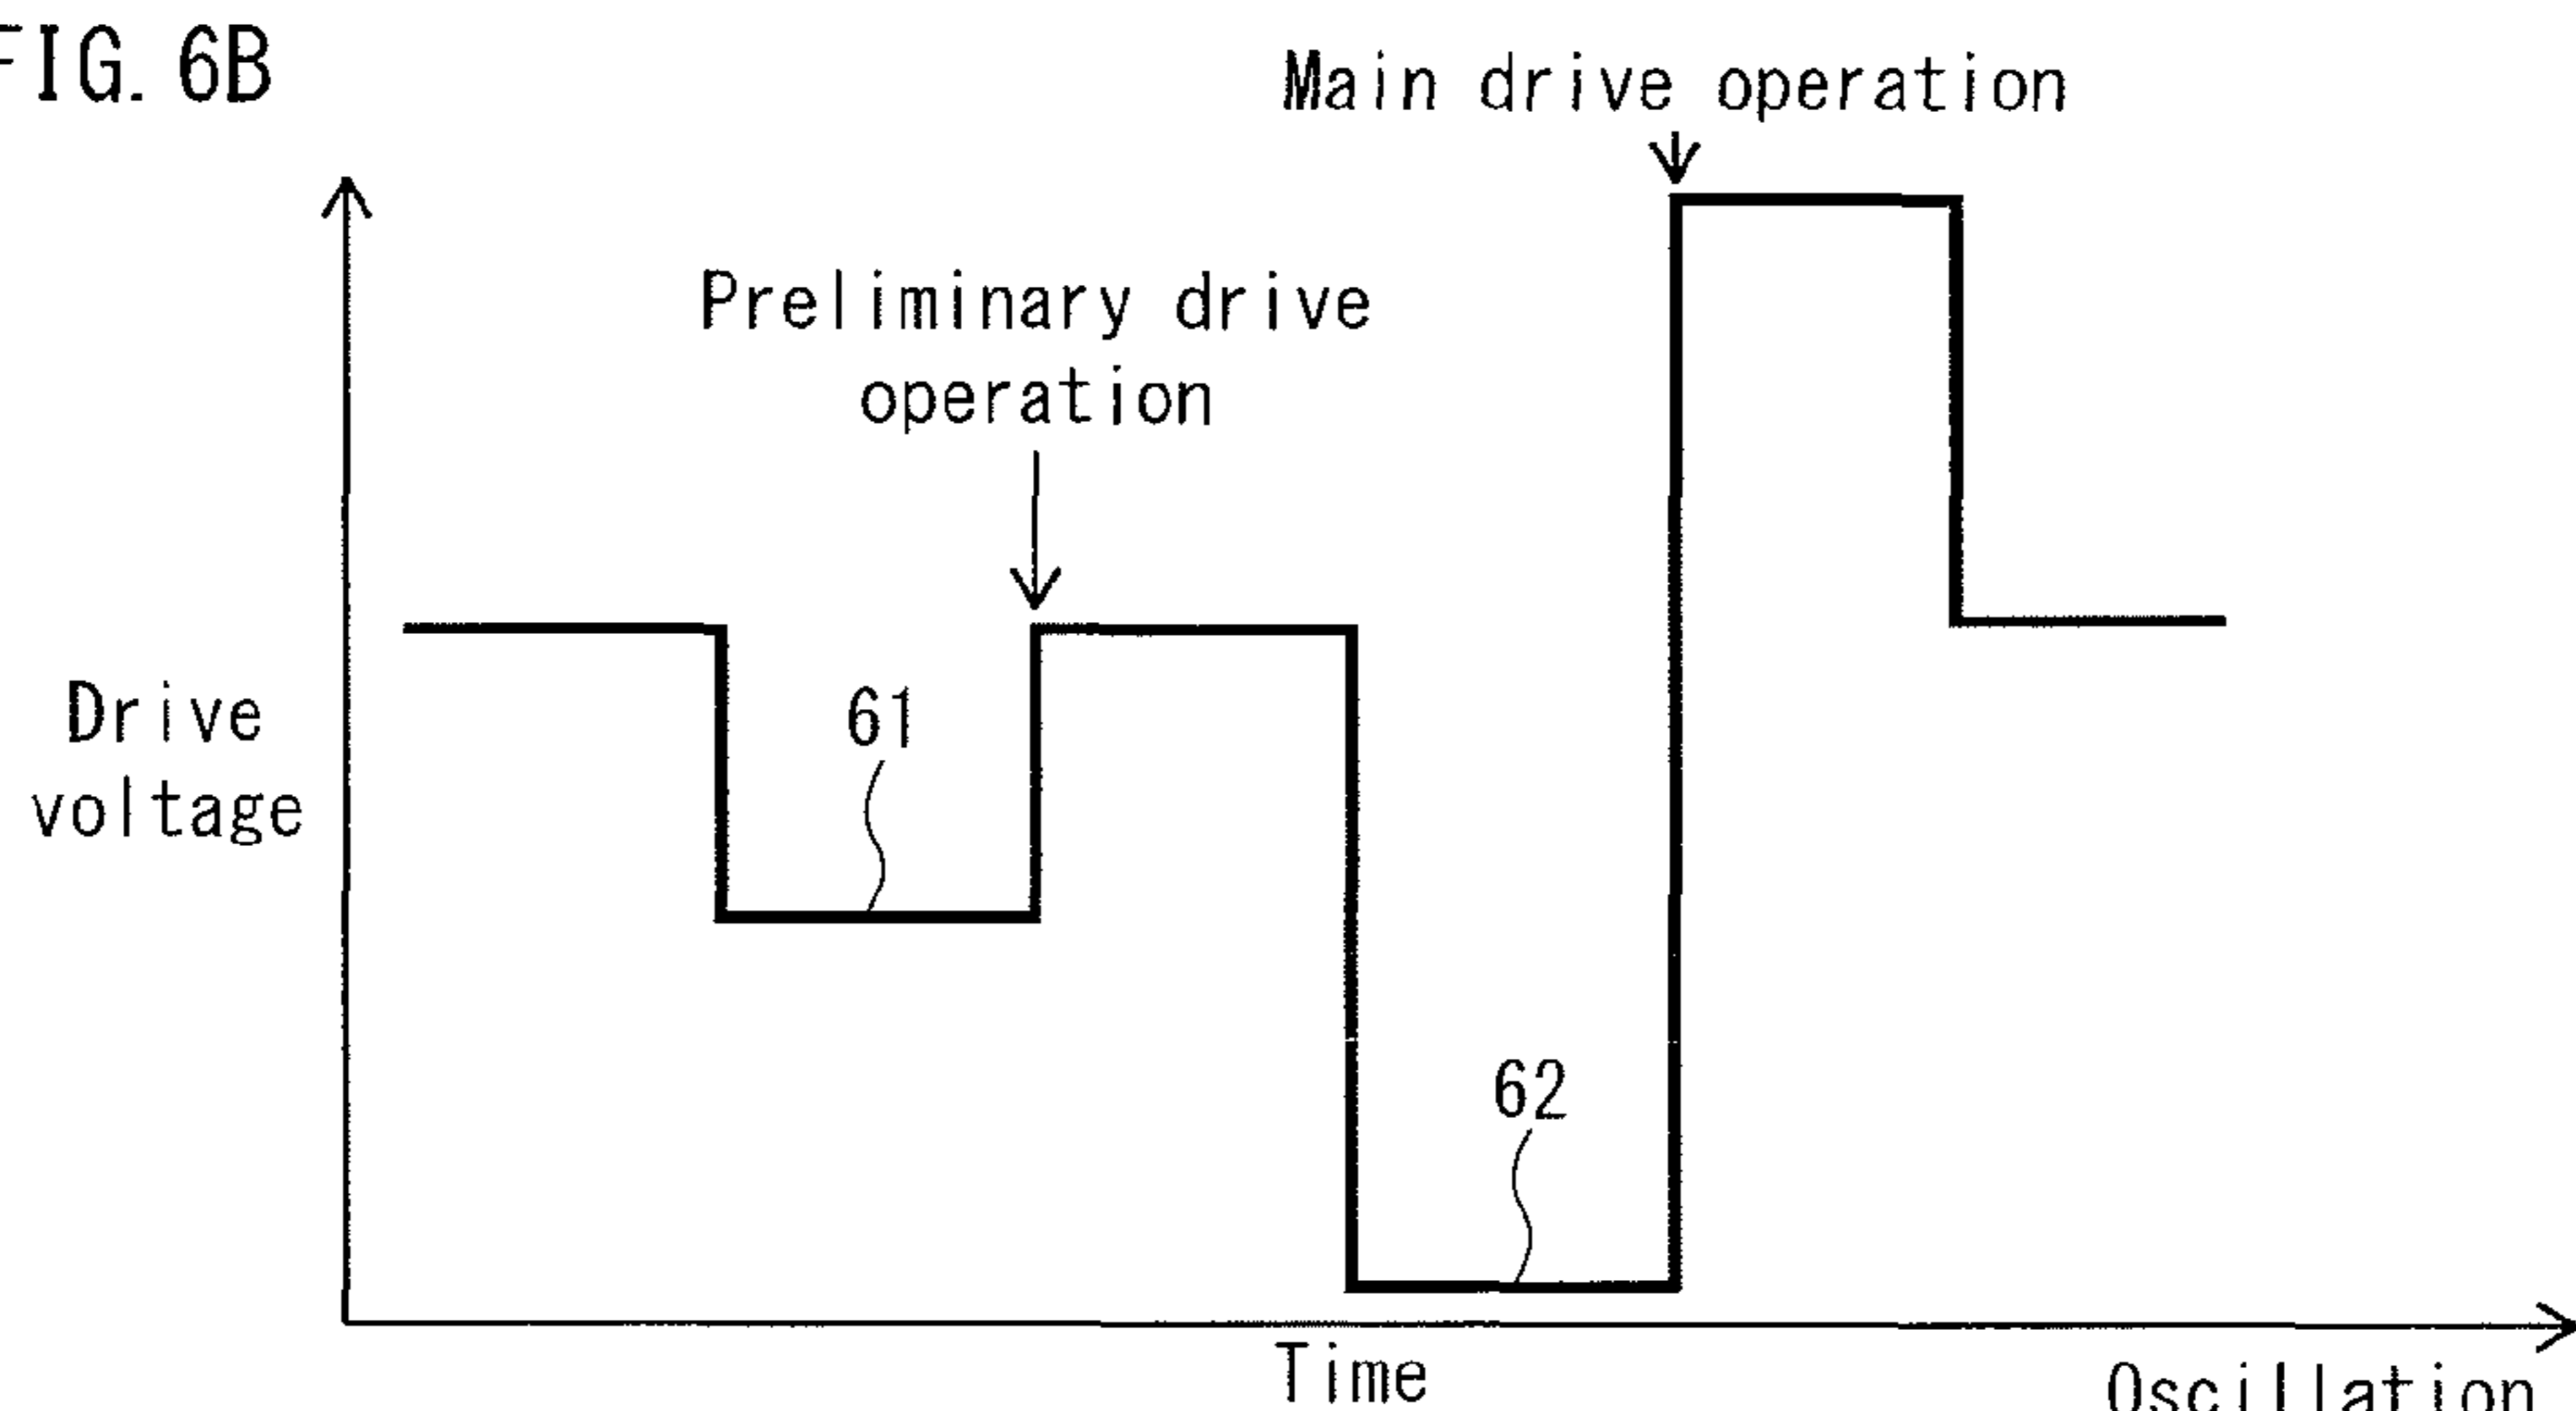 FIG. 6B
Main drive operation
Preliminary drive
operation
61
Drive
voltage
62
Time
Oscillation